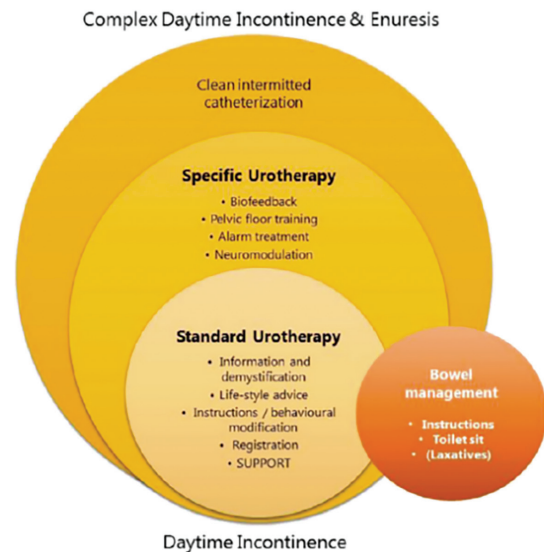 Complex Daytime Incontinence & Enuresis
Clean intermitted
catheterization
Specific Urotherapy
• Biofeedback
• Pelvic floor training
• Alarm treatment
• Neuromodulation
Standard Urotherapy
• Information and
demystification
• Life-style advice
• Instructions / behavioural
modification
• Registration
• SUPPORT
Bowel
management
• Instructions
• Toilet sit
• (Laxatives)
Daytime Incontinence